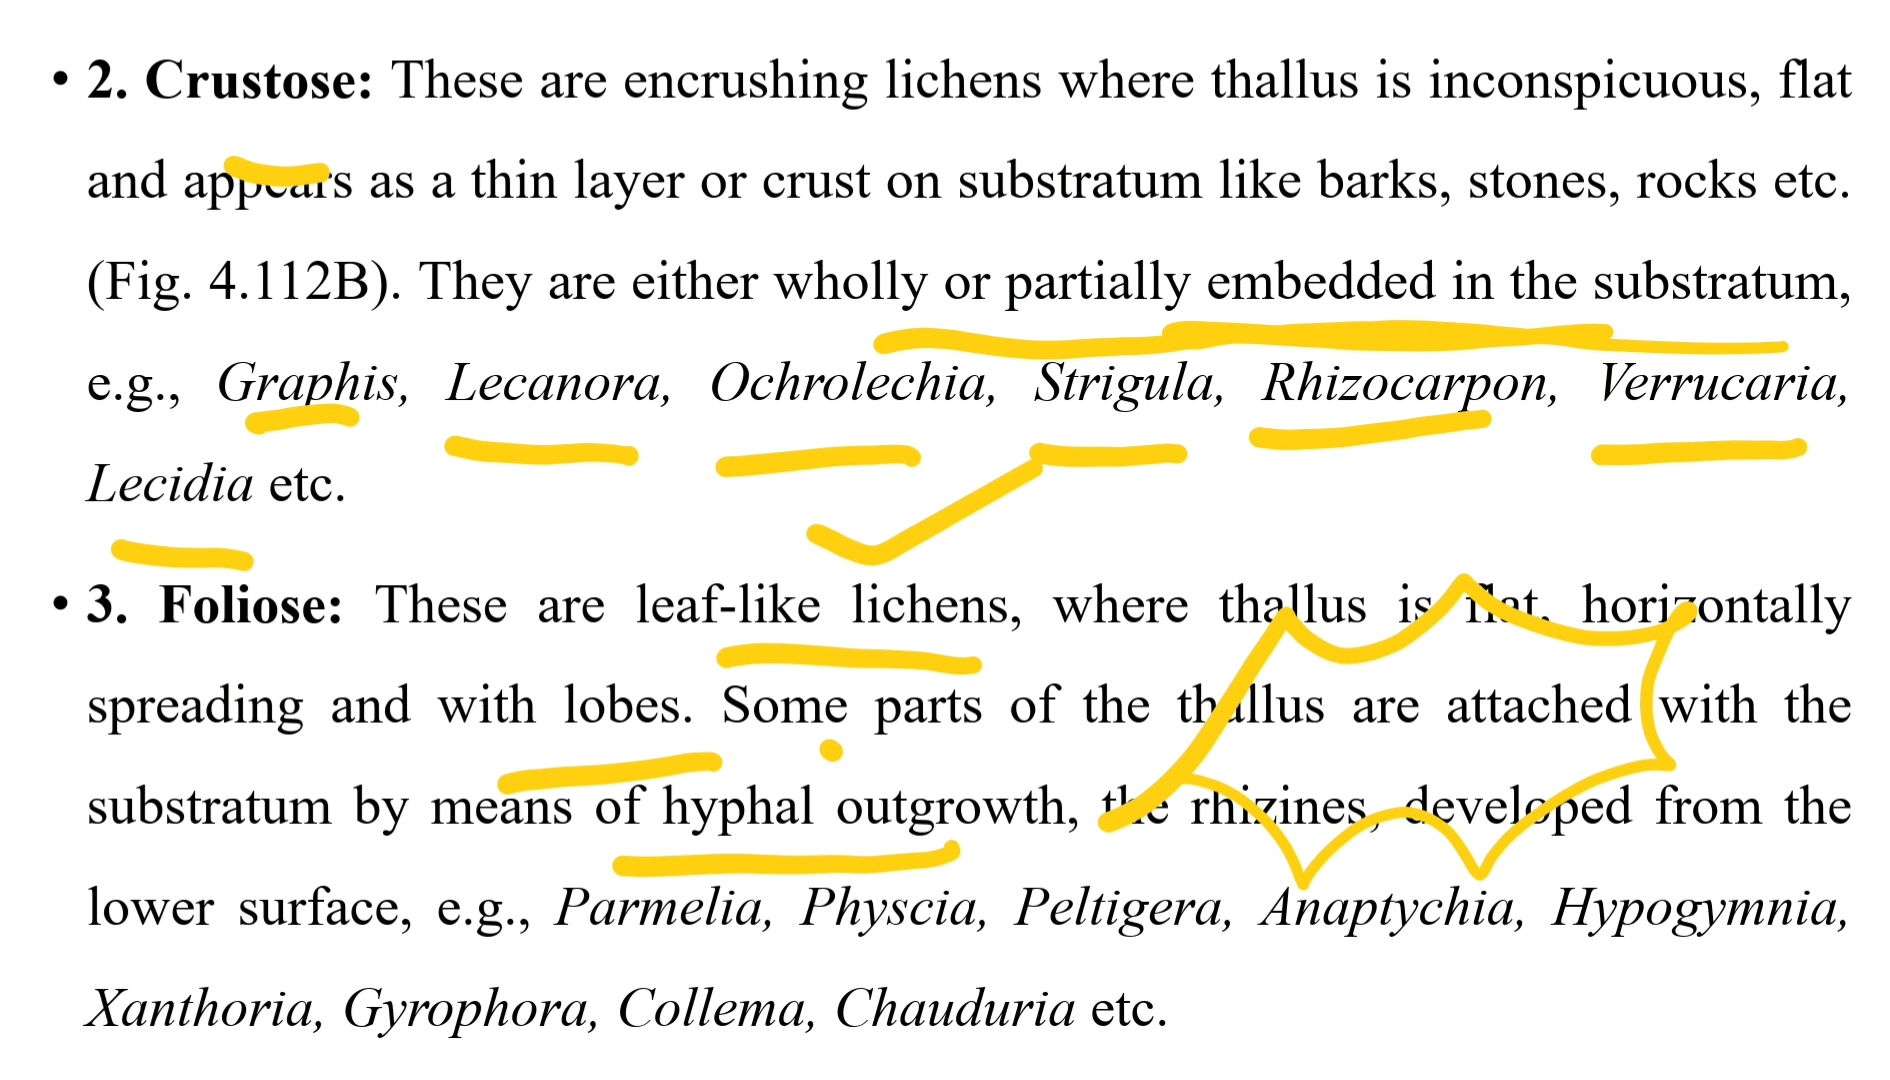 • 2. Crustose: These are encrushing lichens where thallus is inconspicuous, flat
and appears as a thin layer or crust on substratum like barks, stones, rocks etc.
(Fig. 4.112B). They are either wholly or partially embedded in the substratum,
e.g., Graphis, Lecanora, Ochrolechia, Strigula, Rhizocarpon, Verrucaria,
Lecidia etc.
• 3. Foliose: These are leaf-like lichens, where thallus is flat, horizontally
spreading and with lobes. Some parts of the thallus are attached with the
substratum by means of hyphal outgrowth, the rhizines, developed from the
lower surface, e.g., Parmelia, Physcia, Peltigera, Anaptychia, Hypogymnia,
Xanthoria, Gyrophora, Collema, Chauduria etc.